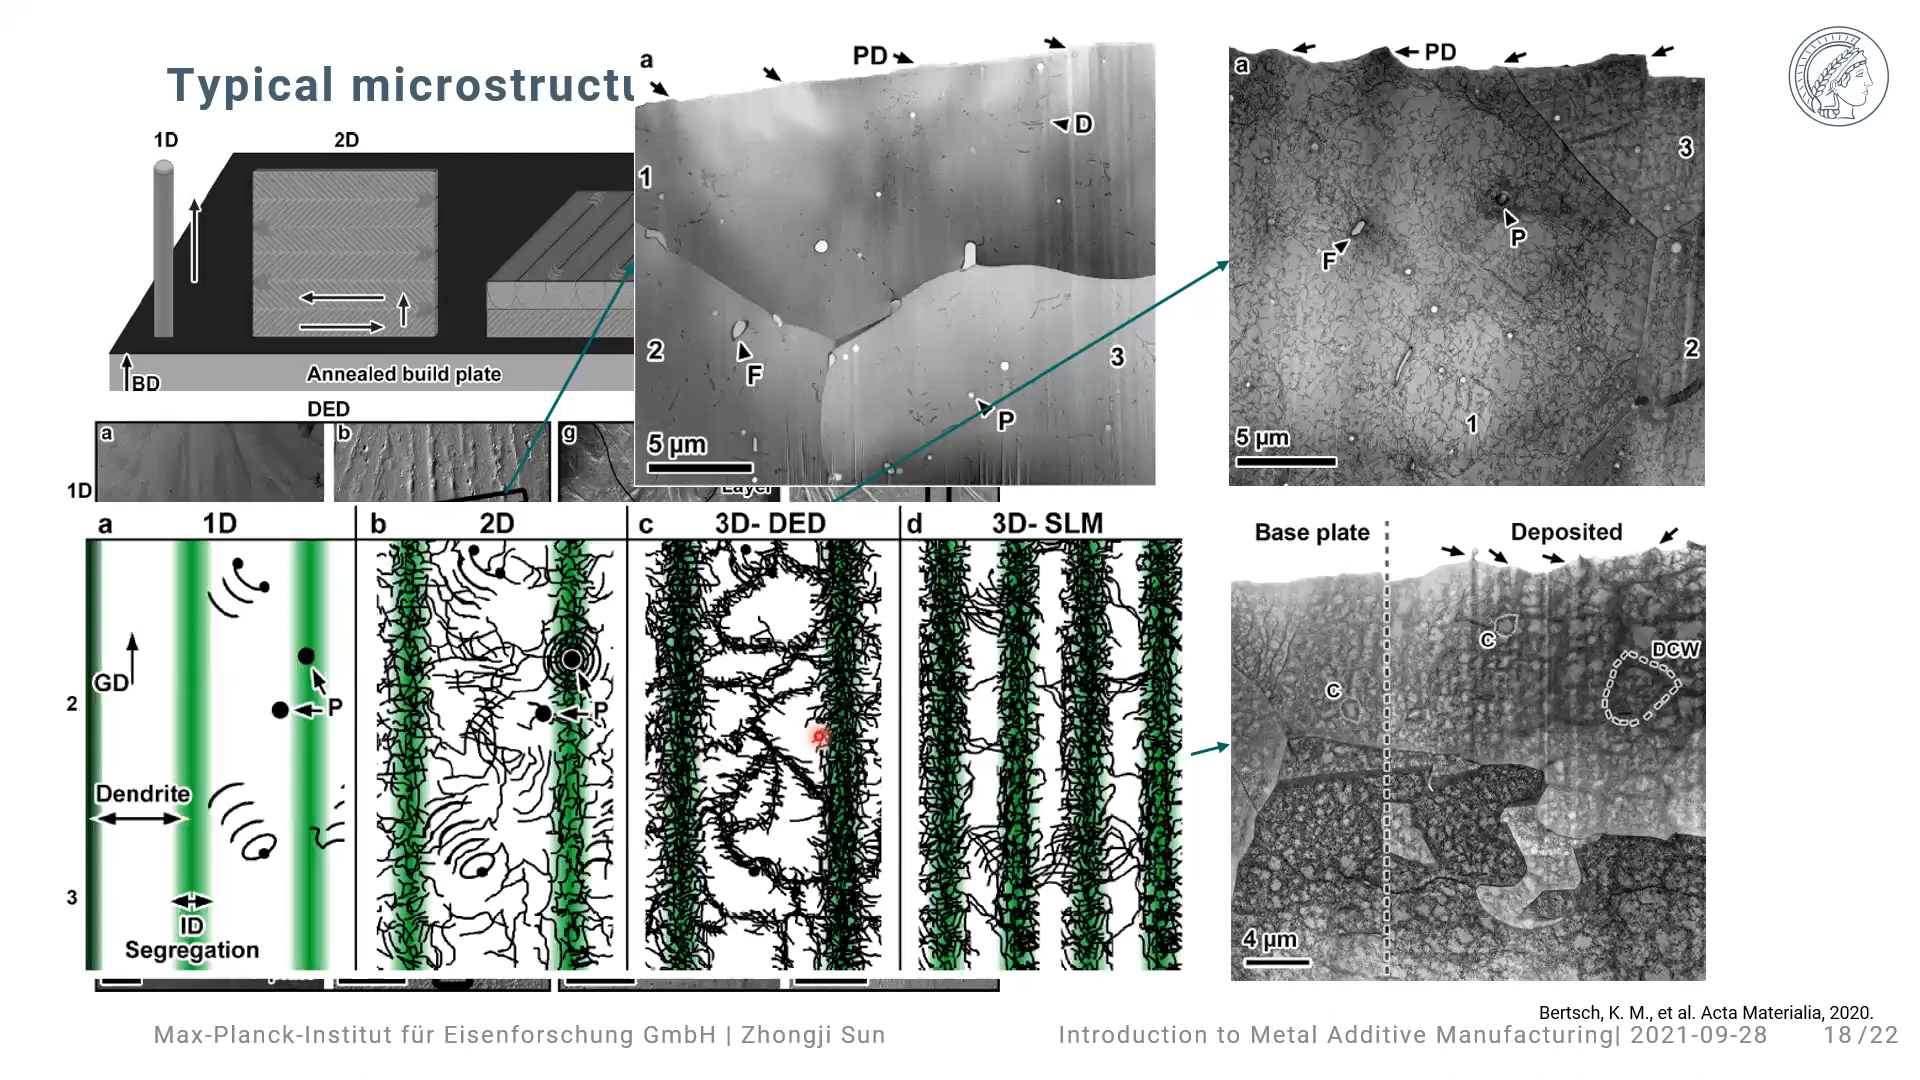 Typical microstructu
1D
2D
BD
Annealed build plate
DED
a
b
g
1D
Layer
a
PD
D
1
2
3
F
P
5 µm
a
PD
3
F
P
2
1
5 µm
a 1D
b 2D
c 3D- DED
d 3D- SLM
GD
P
P
2
Dendrite
3
ID
Segregation
Base plate
Deposited
C
DCW
C
4 µm
Bertsch, K. M., et al. Acta Materialia, 2020.
Max-Planck-Institut für Eisenforschung GmbH | Zhongji Sun
Introduction to Metal Additive Manufacturing| 2021-09-28
18/22